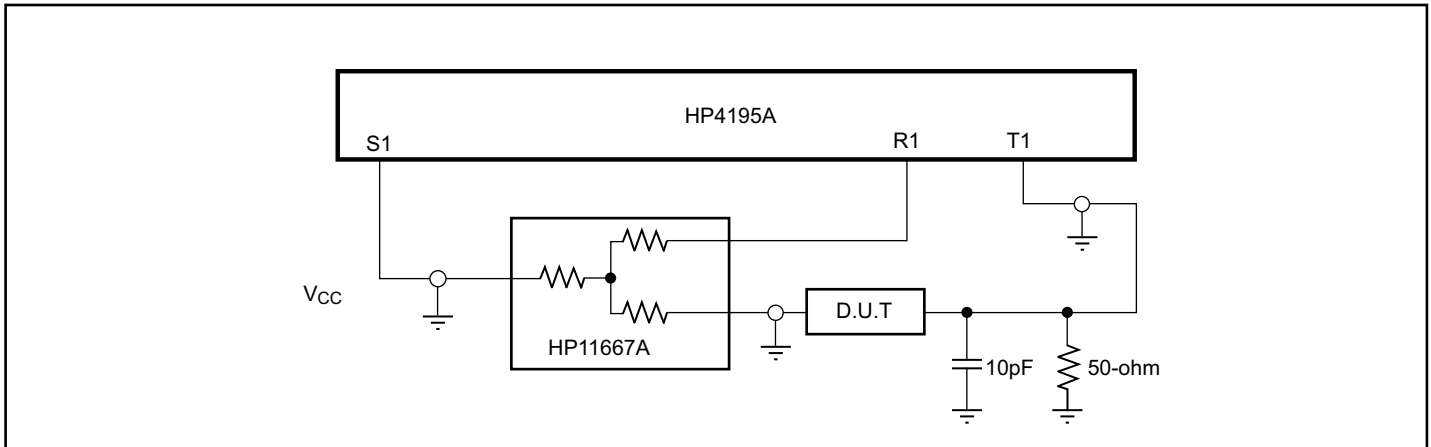 HP4195A
S1
R1
T1
VCC
HP11667A
D.U.T
10pF
50-ohm